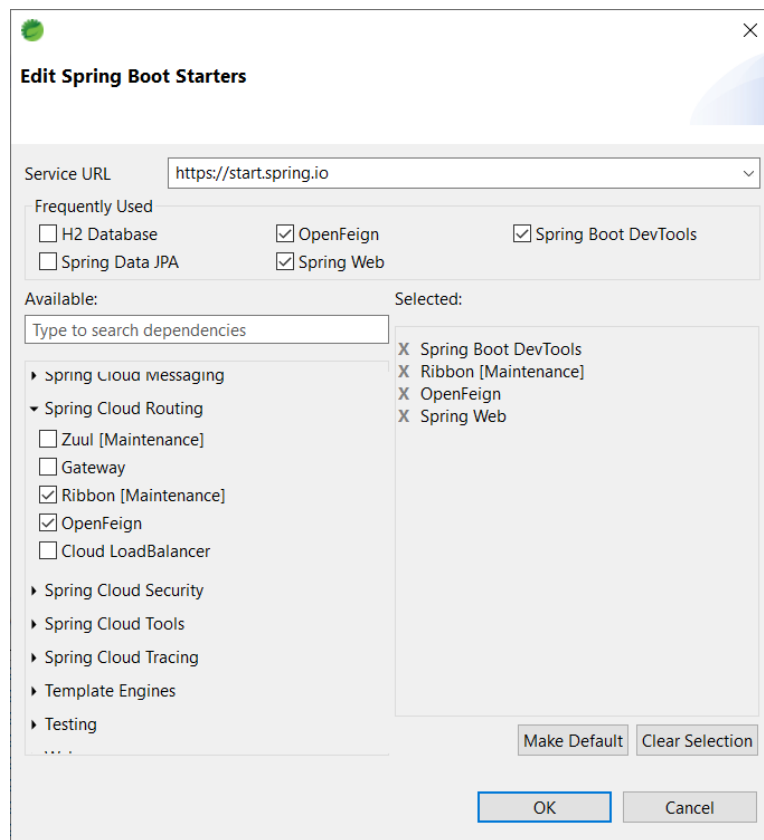 Edit Spring Boot Starters
Service URL https://start.spring.io
Frequently Used
H2 Database OpenFeign Spring Boot DevTools
Spring Data JPA Spring Web
Available:
Type to search dependencies
Spring Cloud Messaging
Spring Cloud Routing
Zuul [Maintenance]
Gateway
Ribbon [Maintenance]
OpenFeign
Cloud LoadBalancer
Spring Cloud Security
Spring Cloud Tools
Spring Cloud Tracing
Template Engines
Testing
Selected:
X Spring Boot DevTools
X Ribbon [Maintenance]
X OpenFeign
X Spring Web
Make Default Clear Selection
OK Cancel